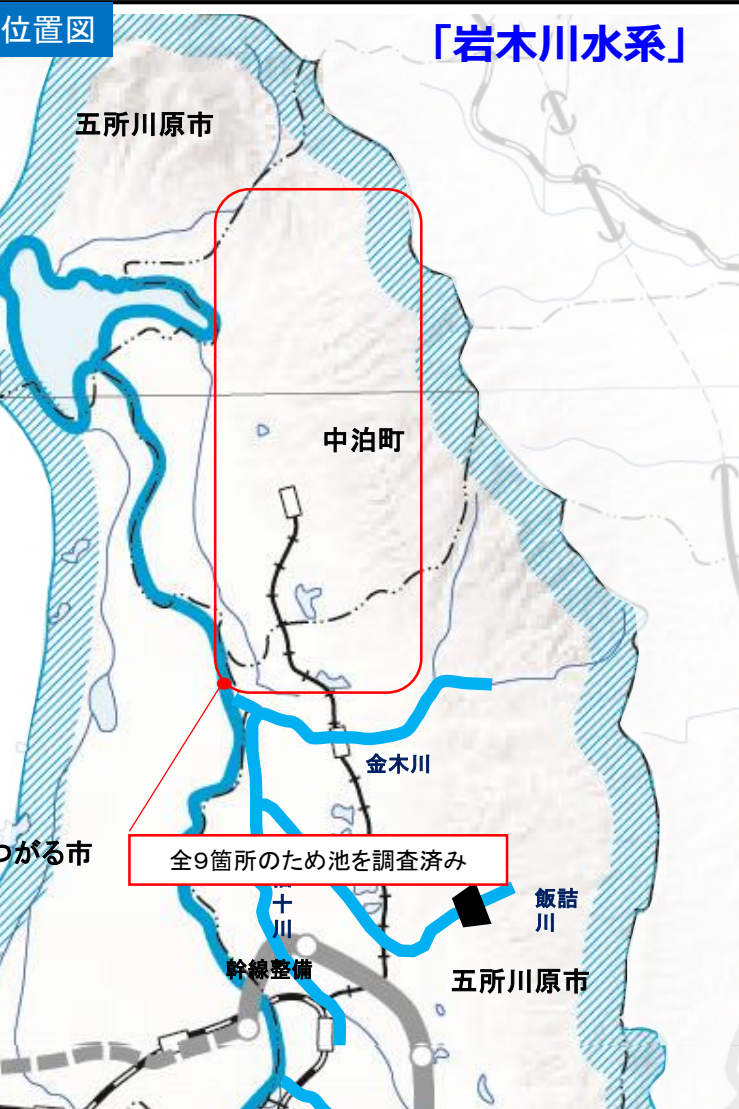 位置図
「岩木川水系」
五所川原市
中泊町
金木川
つがる市
全9箇所のため池を調査済み
十
川
飯詰
川
幹線整備
五所川原市